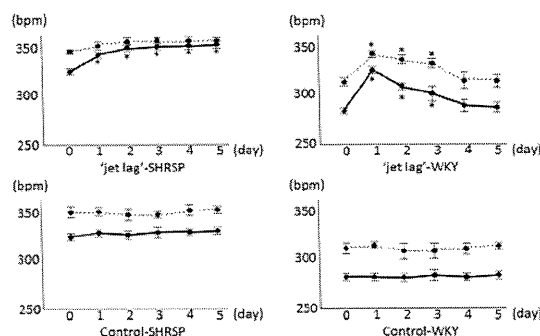 (bpm) (bpm)
350 350
300 300
250 250
0 1 2 3 4 5 (day) 0 1 2 3 4 5 (day)
'jet lag'-SHRSP 'jet lag'-WKY
bpm bpm
350 350
300 300
250 250
0 1 2 3 4 5 (day) 0 1 2 3 4 5 (day)
Control-SHRSP Control-WKY